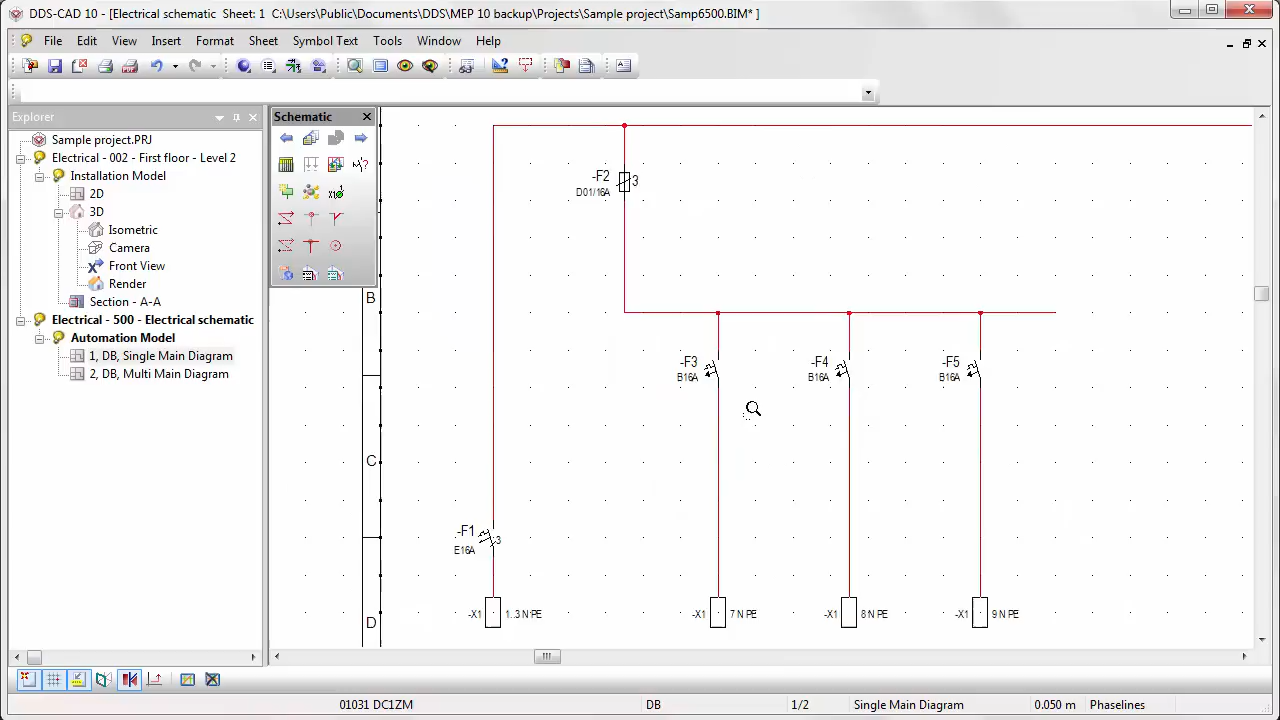 DDS-CAD 10 - [Electrical schematic  Sheet: 1  C:\Users\Public\Documents\DDS\MEP 10 backup\Projects\Sample project\Samp6500.BIM* ]
File Edit View Insert Format Sheet Symbol Text Tools Window Help
Explorer
Sample project.PRJ
Electrical - 002 - First floor - Level 2
Installation Model
2D
3D
Isometric
Camera
Front View
Render
Section - A-A
Electrical - 500 - Electrical schematic
Automation Model
1, DB, Single Main Diagram
2, DB, Multi Main Diagram
Schematic
B
C
D
-F2
D01/16A
3
-F3
B16A
-F4
B16A
-F5
B16A
-F1
E16A
3
-X1 1..3 N PE
-X1 7 N PE
-X1 8 N PE
-X1 9 N PE
01031 DC1ZM DB 1/2 Single Main Diagram 0.050 m Phaselines